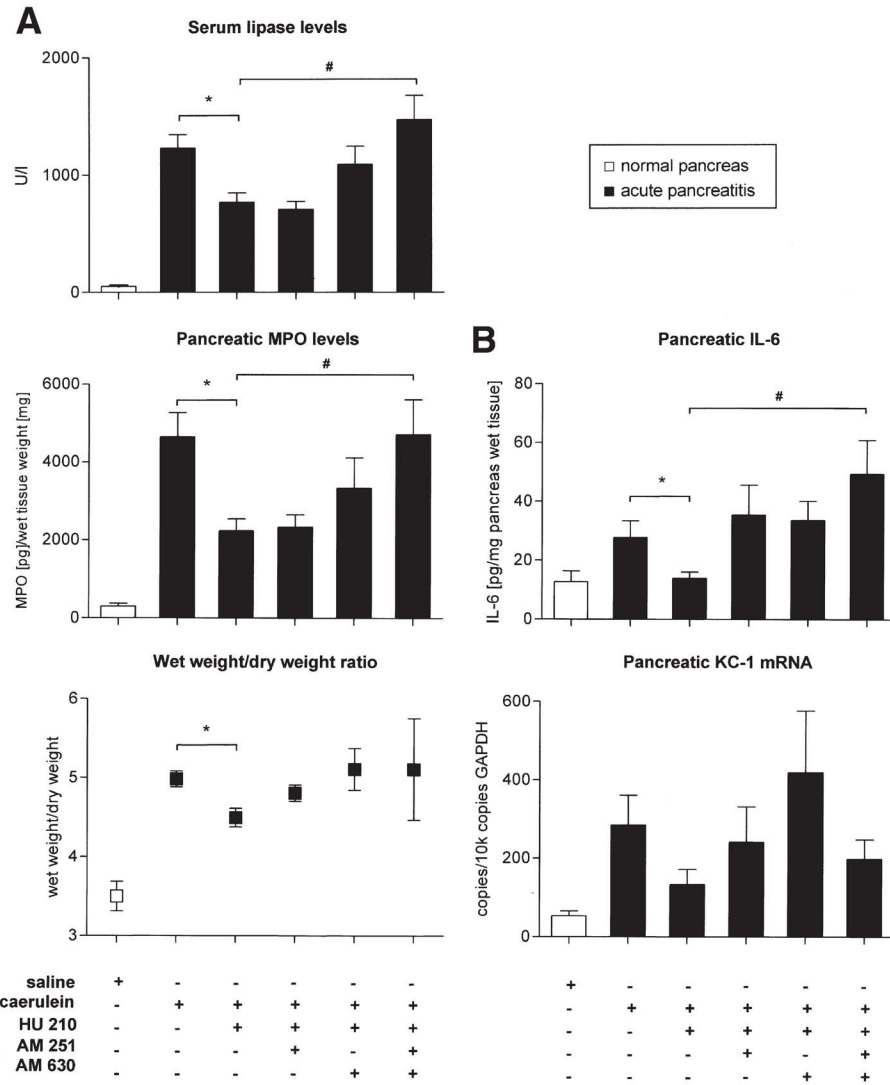 A
Serum lipase levels
2000
1000
0
U/l
*
#
□ normal pancreas
■ acute pancreatitis
Pancreatic MPO levels
6000
4000
2000
0
MPO [pg]/wet tissue weight [mg]
*
#
Wet weight/dry weight ratio
6
5
4
3
wet weight/dry weight
*
B
Pancreatic IL-6
80
60
40
20
0
IL-6 [pg/mg pancreas wet tissue]
*
#
Pancreatic KC-1 mRNA
600
400
200
0
copies/10k copies GAPDH
saline + - - - - - + - - - - -
caerulein - + + + + + - + + + + +
HU 210 - - + + + + - - + + + +
AM 251 - - - + - + - - - + - +
AM 630 - - - - + + - - - - + +